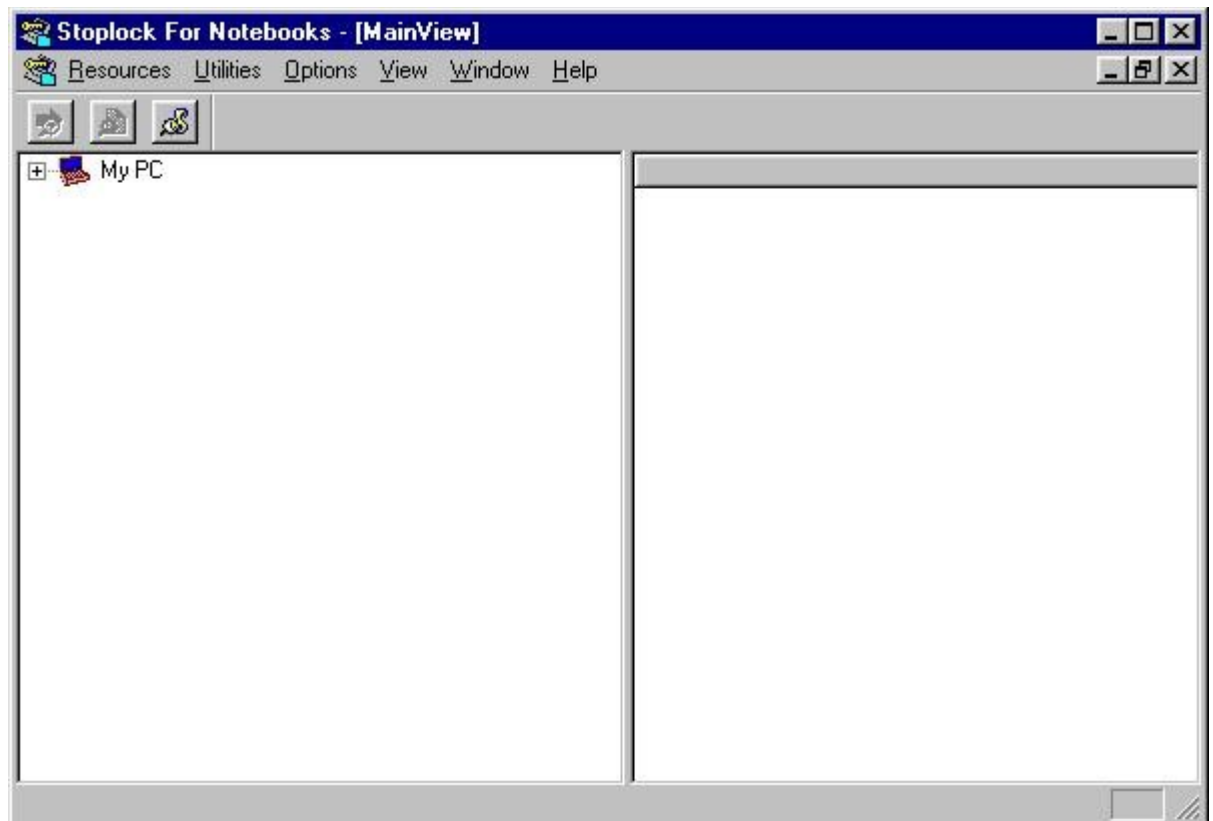 Stoplock For Notebooks - [MainView]
Resources Utilities Options View Window Help
My PC